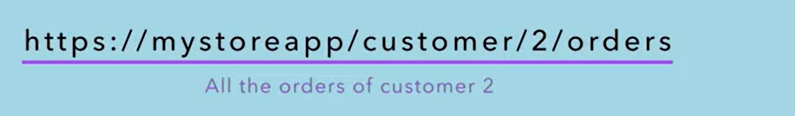 https://mystoreapp/customer/2/orders
All the orders of customer 2